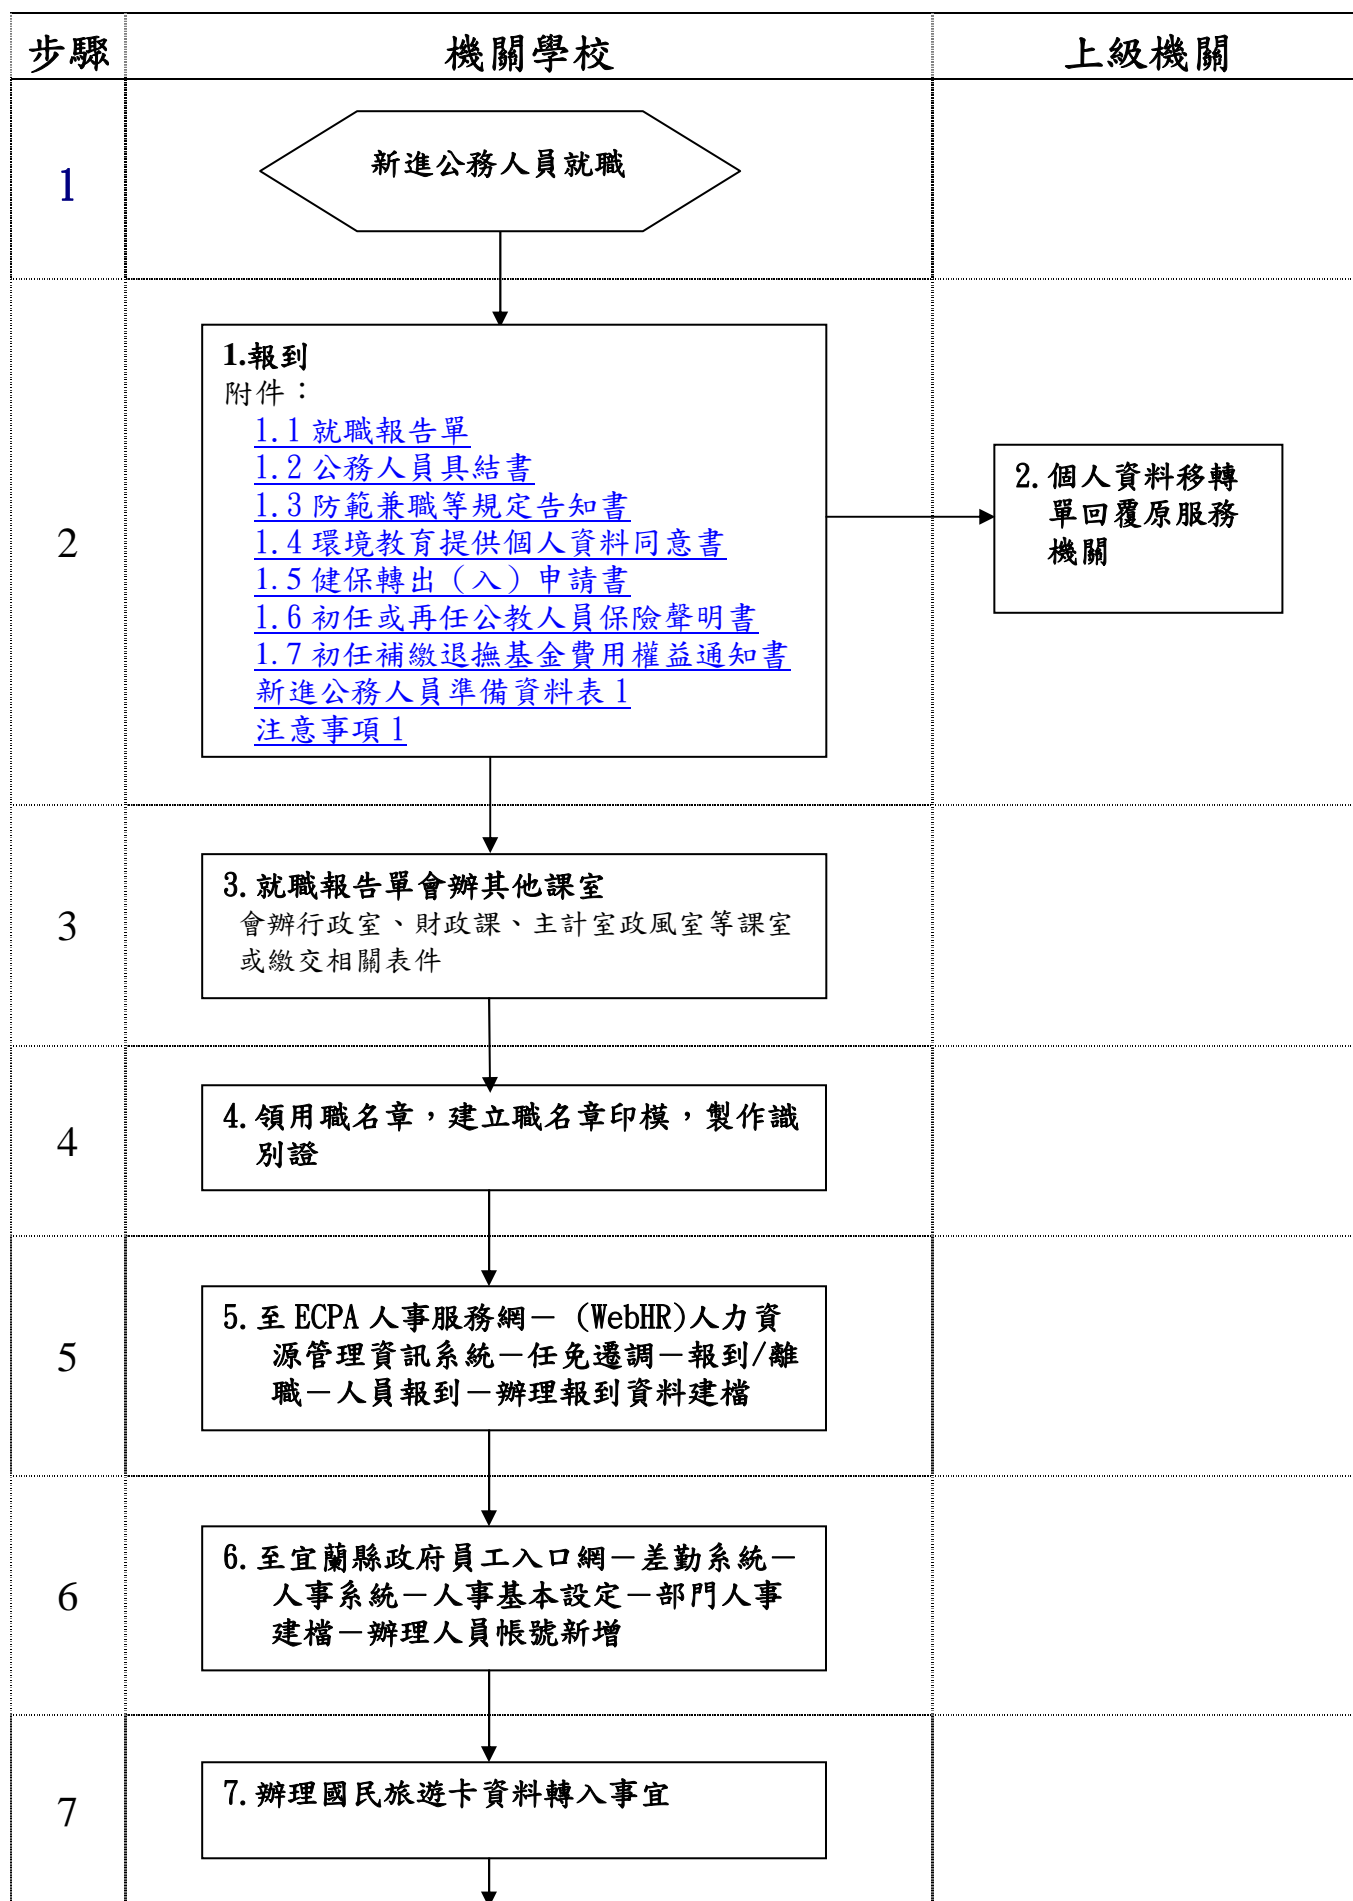 步驟 機關學校 上級機關
1
新進公務人員就職
2
1.報到
附件：
1.1 就職報告單
1.2 公務人員具結書
1.3 防範兼職等規定告知書
1.4 環境教育提供個人資料同意書
1.5 健保轉出（入）申請書
1.6 初任或再任公教人員保險聲明書
1.7 初任補繳退撫基金費用權益通知書
新進公務人員準備資料表 1
注意事項 1
2. 個人資料移轉
單回覆原服務
機關
3
3. 就職報告單會辦其他課室
會辦行政室、財政課、主計室政風室等課室
或繳交相關表件
4
4. 領用職名章，建立職名章印模，製作識
別證
5
5. 至 ECPA 人事服務網－（WebHR)人力資
源管理資訊系統－任免遷調－報到/離
職－人員報到－辦理報到資料建檔
6
6. 至宜蘭縣政府員工入口網－差勤系統－
人事系統－人事基本設定－部門人事
建檔－辦理人員帳號新增
7
7. 辦理國民旅遊卡資料轉入事宜